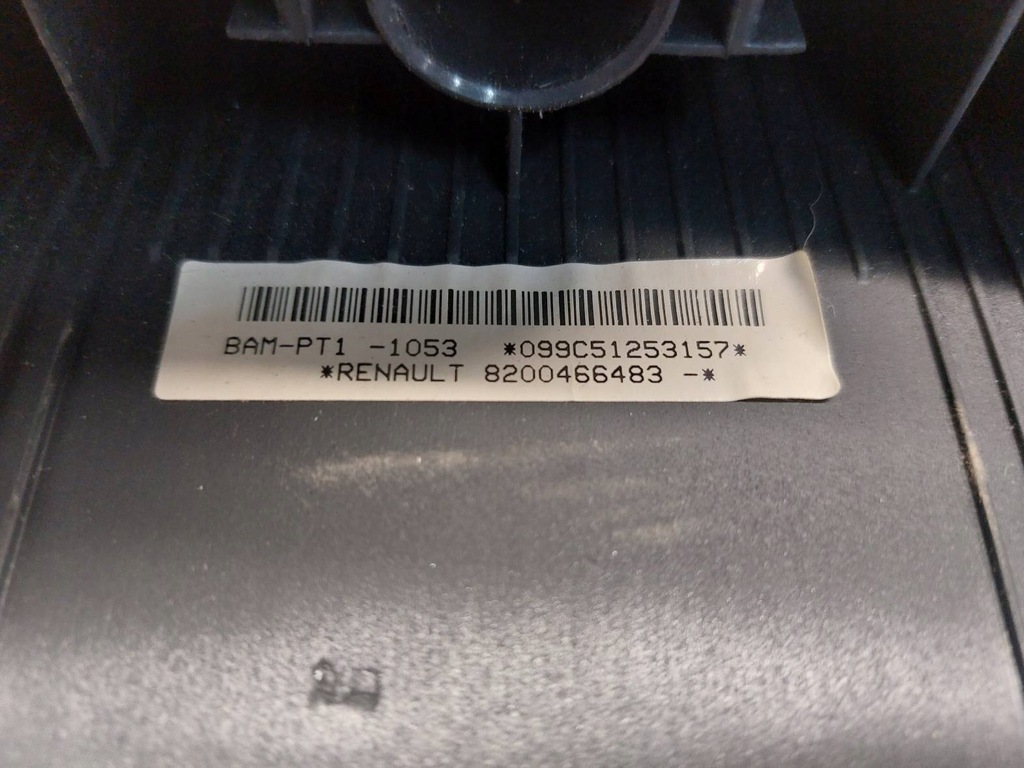 BAM-PT1 -1053 *099C51253157*
*RENAULT 8200466483 -*